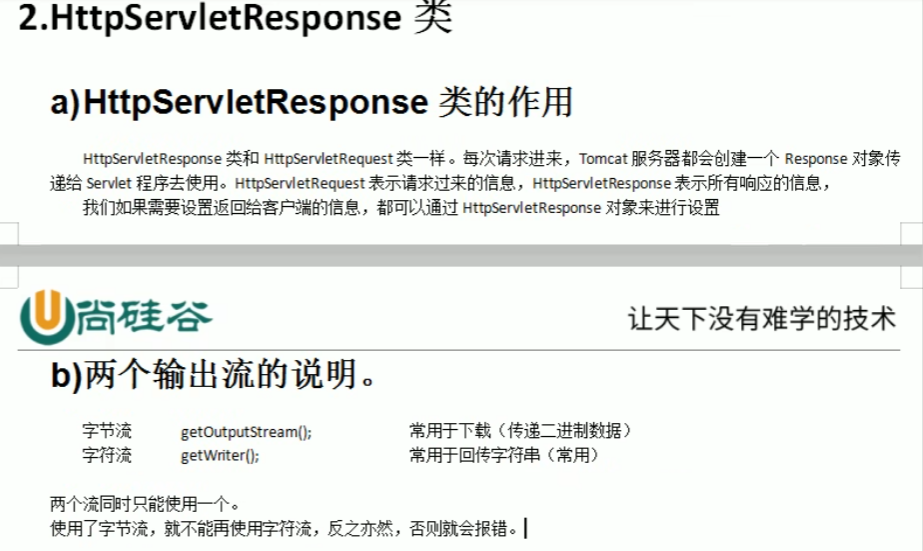 2.HttpServletResponse 类
a)HttpServletResponse 类的作用
HttpServletResponse 类和 HttpServletRequest 类一样。每次请求进来，Tomcat 服务器都会创建一个 Response 对象传
递给 Servlet 程序去使用。HttpServletRequest 表示请求过来的信息，HttpServletResponse 表示所有响应的信息，
我们如果需要设置返回给客户端的信息，都可以通过 HttpServletResponse 对象来进行设置
尚硅谷
让天下没有难学的技术
b)两个输出流的说明。
字节流 getOutputStream(); 常用于下载（传递二进制数据）
字符流 getWriter(); 常用于回传字符串（常用）
两个流同时只能使用一个。
使用了字节流，就不能再使用字符流，反之亦然，否则就会报错。